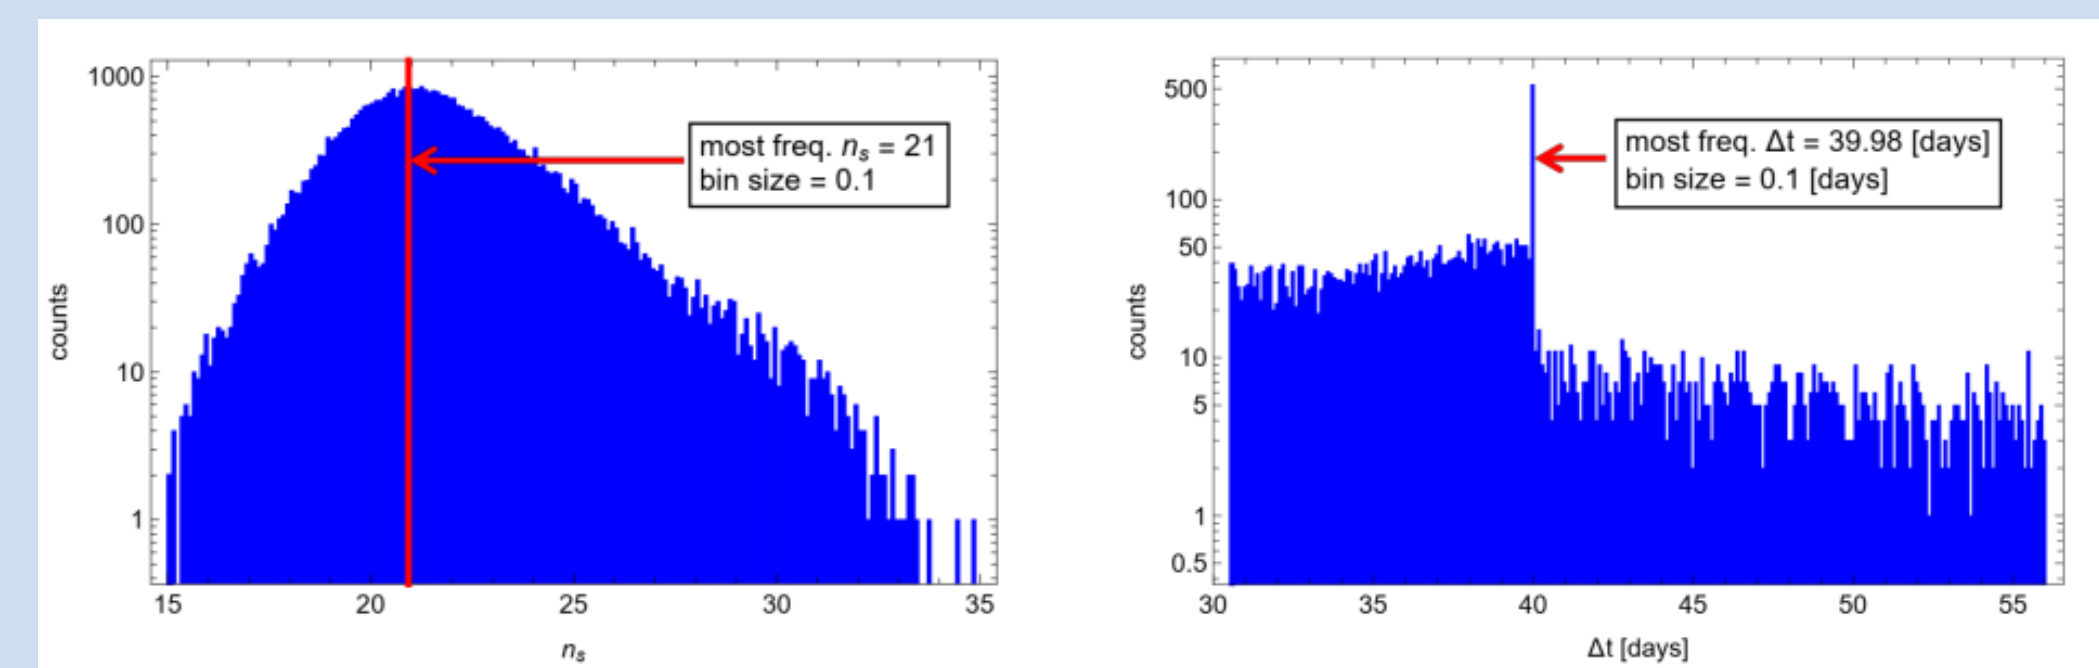 1000
100
10
1
counts
15 20 25 30 35
n_s
most freq. n_s = 21
bin size = 0.1
500
100
50
10
5
1
0.5
counts
30 35 40 45 50 55
Δt [days]
most freq. Δt = 39.98 [days]
bin size = 0.1 [days]